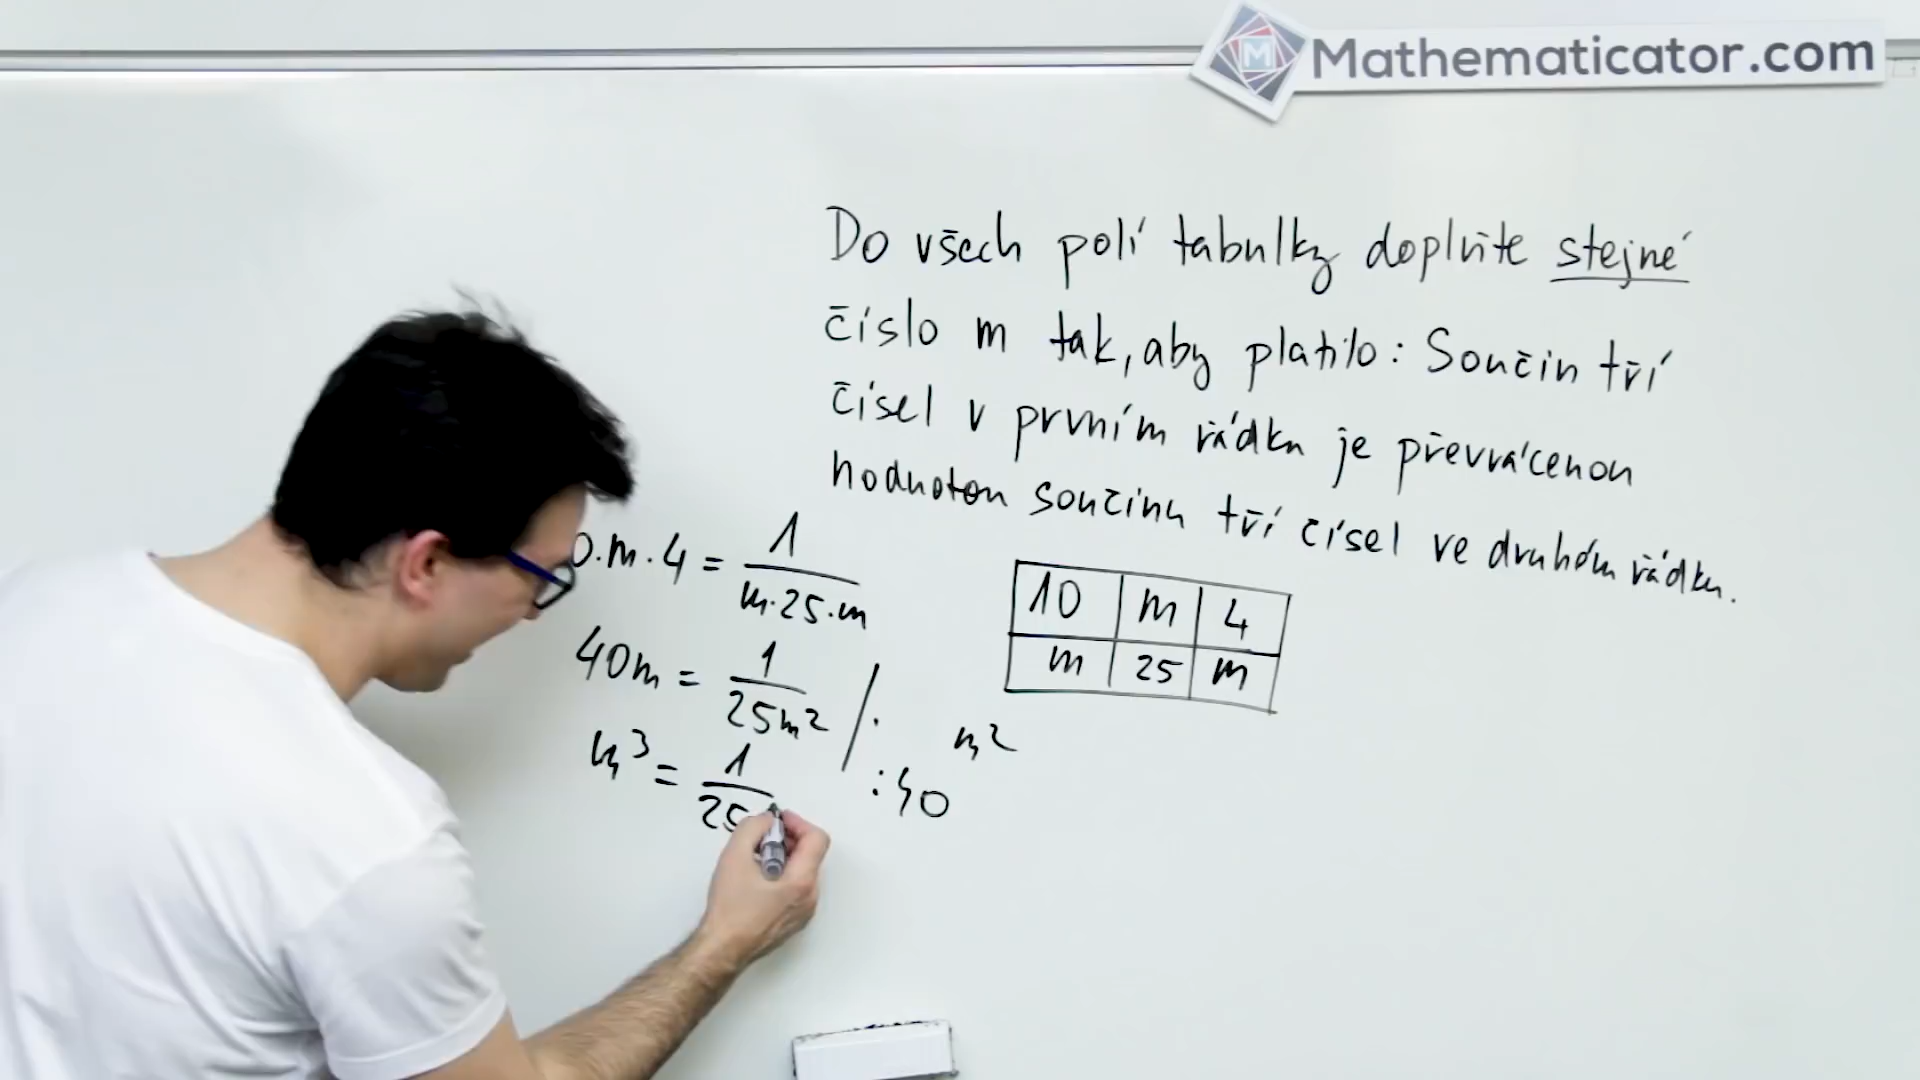 Mathematicator.com
Do všech polí tabulky doplňte stejné
číslo m tak, aby platilo: Součin tří
čísel v prvním řádku je převrácenou
hodnotou součinu tří čísel ve druhém řádku.
0.m.4 = 1/(m.25.m)
40m = 1/(25m²) / .m²
m³ = 1/25 :40
10 m 4
m 25 m